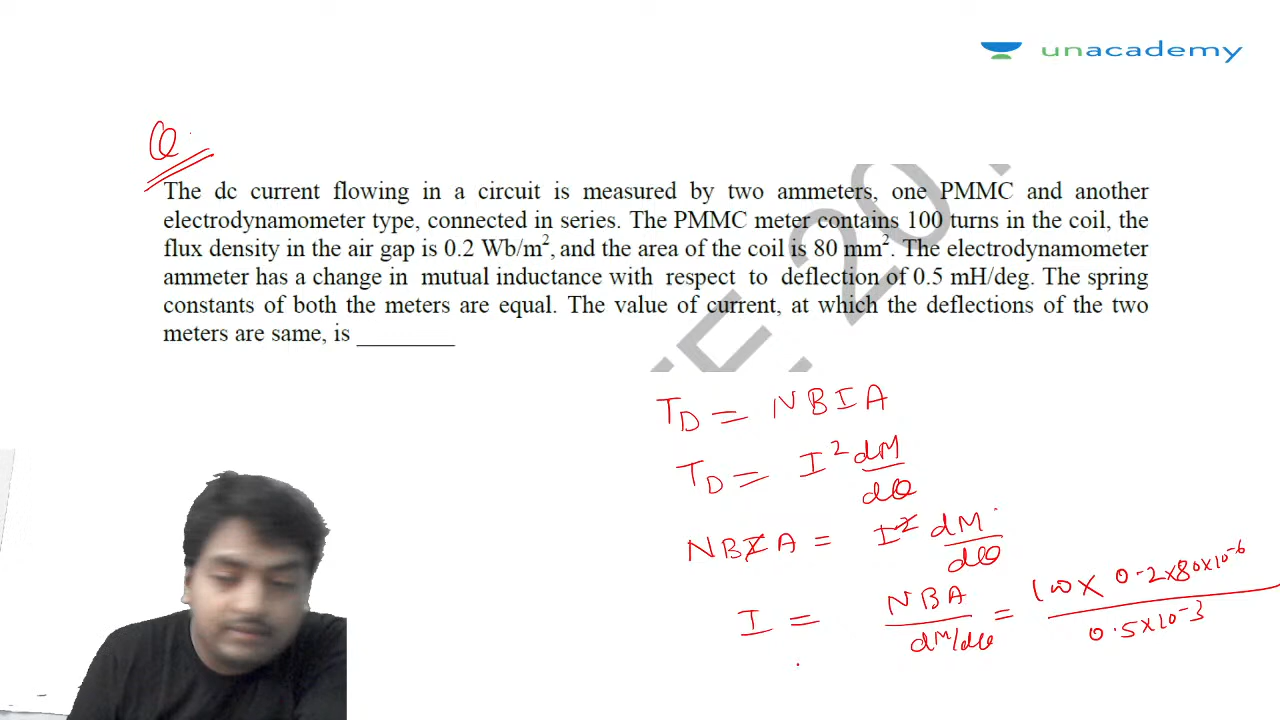 unacademy
Q.
The dc current flowing in a circuit is measured by two ammeters, one PMMC and another
electrodynamometer type, connected in series. The PMMC meter contains 100 turns in the coil, the
flux density in the air gap is 0.2 Wb/m², and the area of the coil is 80 mm². The electrodynamometer
ammeter has a change in mutual inductance with respect to deflection of 0.5 mH/deg. The spring
constants of both the meters are equal. The value of current, at which the deflections of the two
meters are same, is ________
T_D = NBIA
T_D = I² dM/dθ
NBIA = I² dM/dθ
I = NBA / dM/dθ = 100 × 0.2×80×10⁻⁶ / 0.5×10⁻³